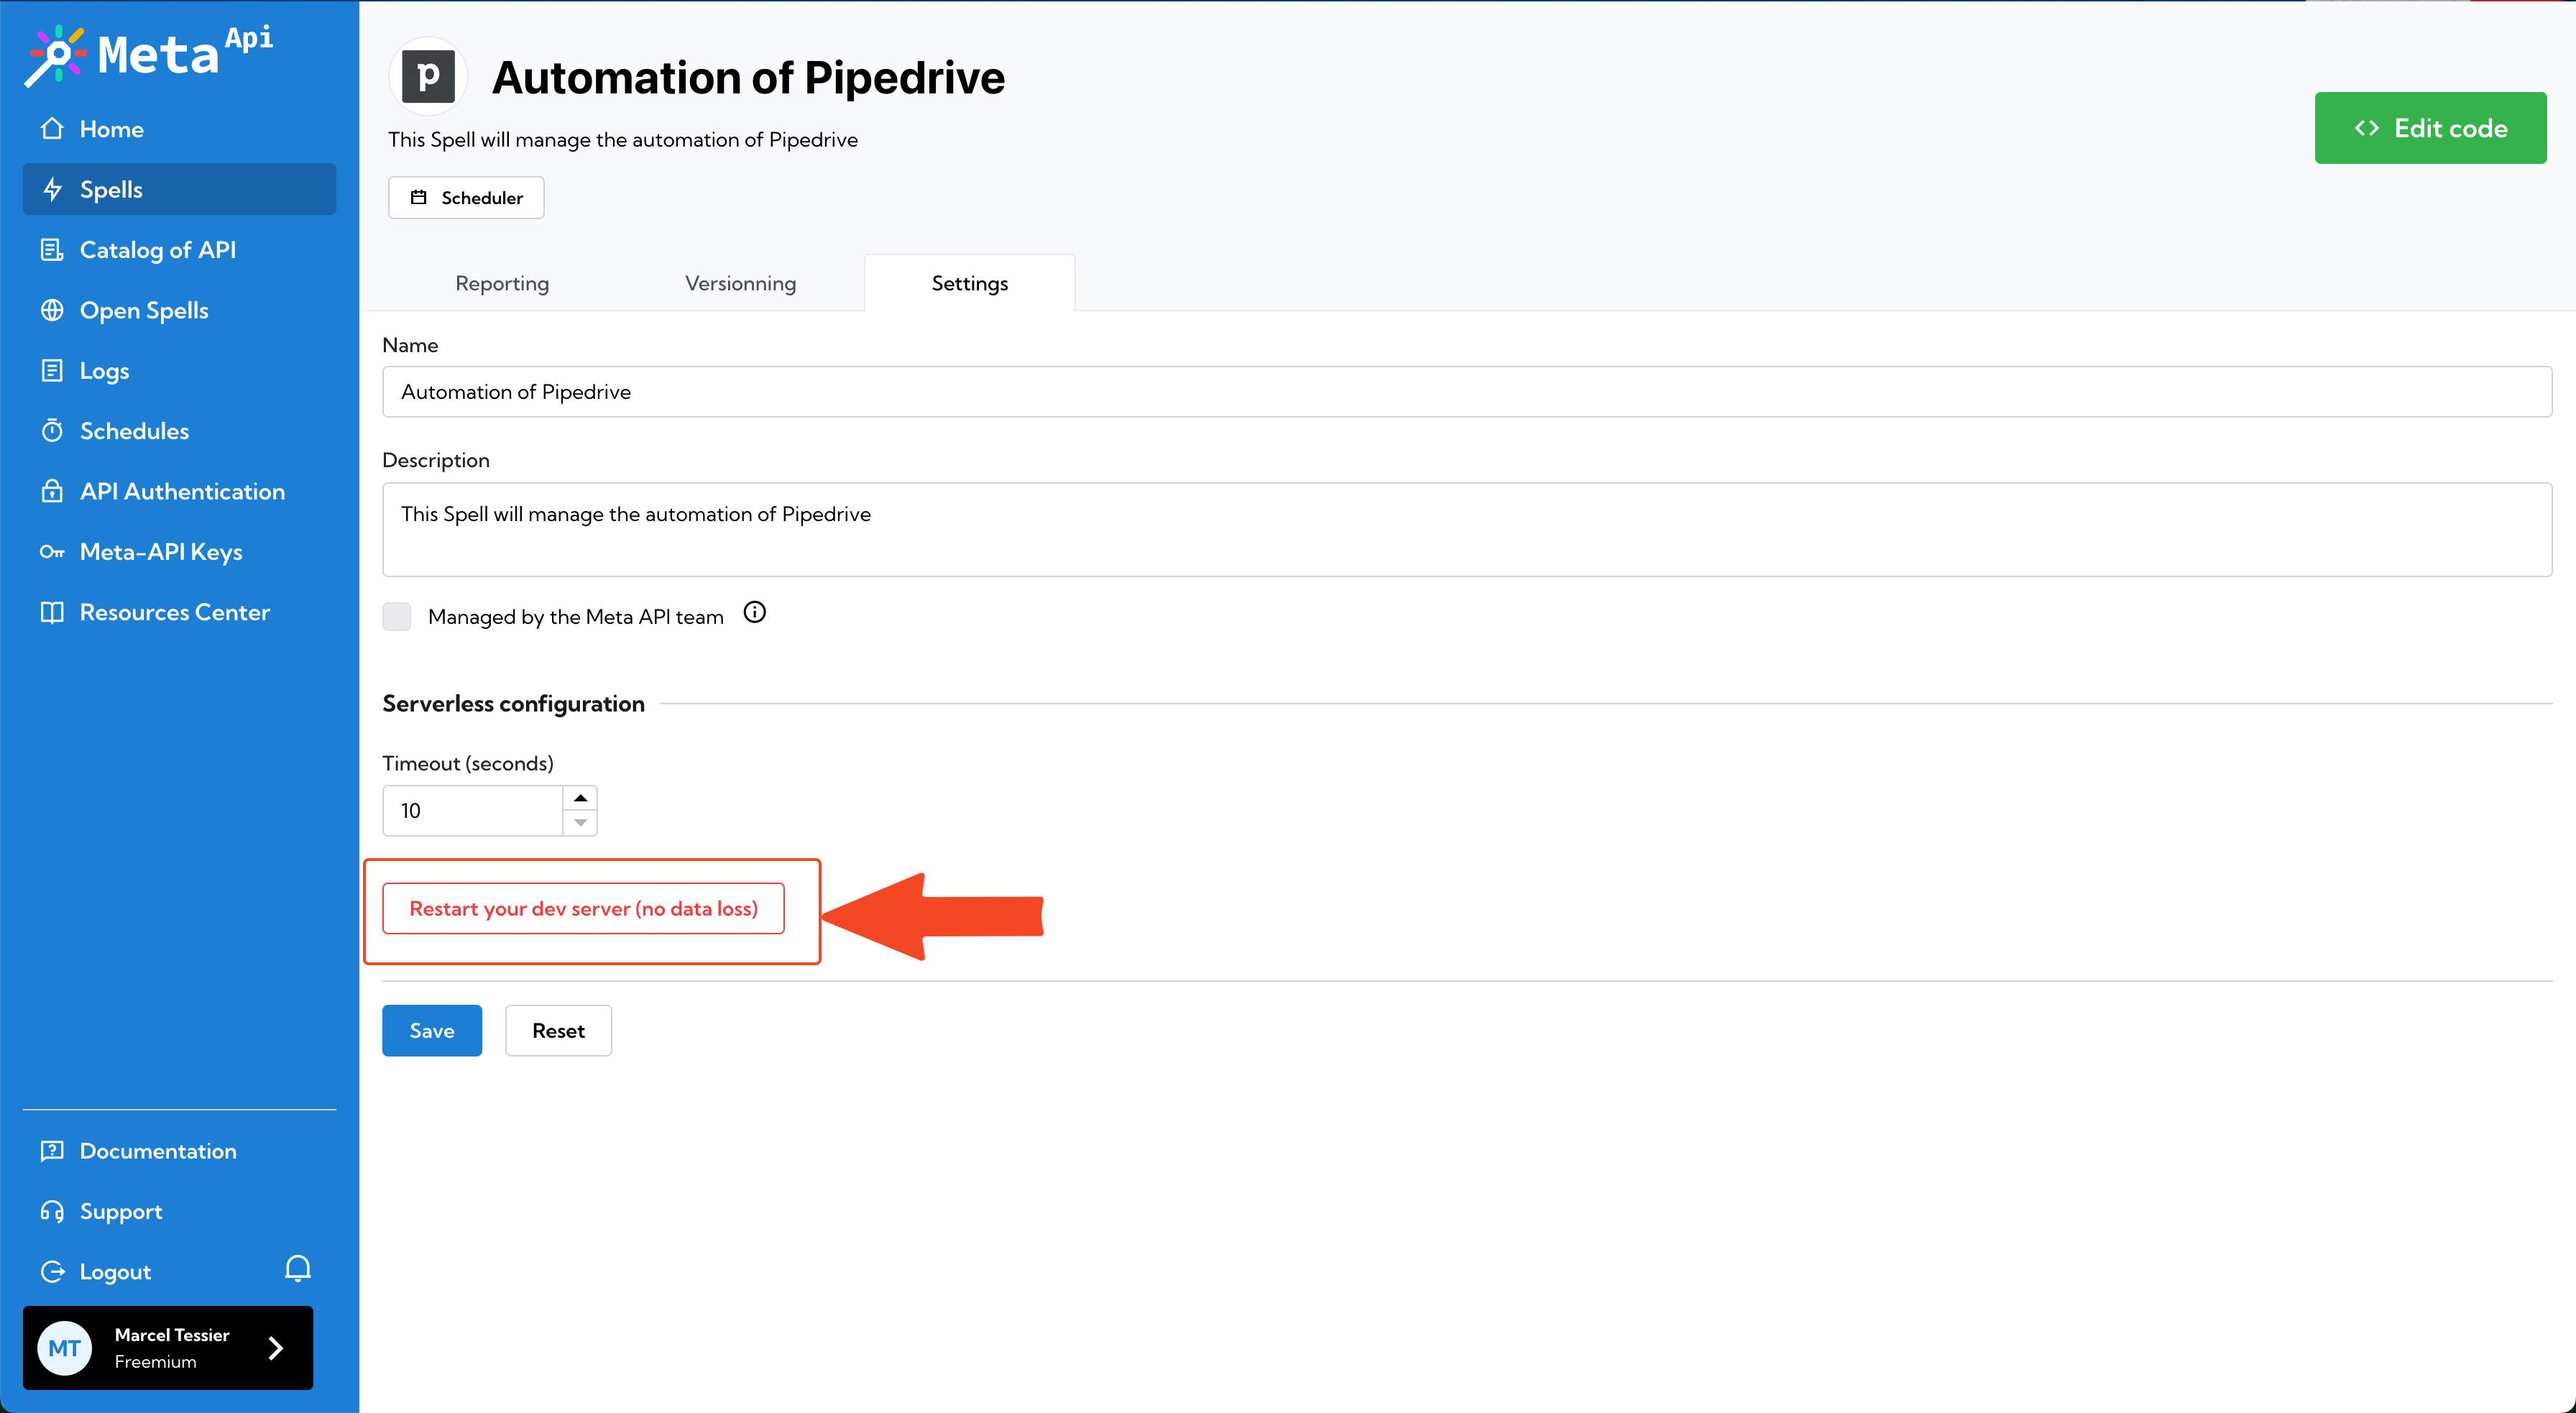 Meta Api
Home
Spells
Catalog of API
Open Spells
Logs
Schedules
API Authentication
Meta-API Keys
Resources Center
Documentation
Support
Logout
MT
Marcel Tessier
Freemium
p
Automation of Pipedrive
This Spell will manage the automation of Pipedrive
Scheduler
<> Edit code
Reporting
Versionning
Settings
Name
Automation of Pipedrive
Description
This Spell will manage the automation of Pipedrive
Managed by the Meta API team
Serverless configuration
Timeout (seconds)
10
Restart your dev server (no data loss)
Save
Reset